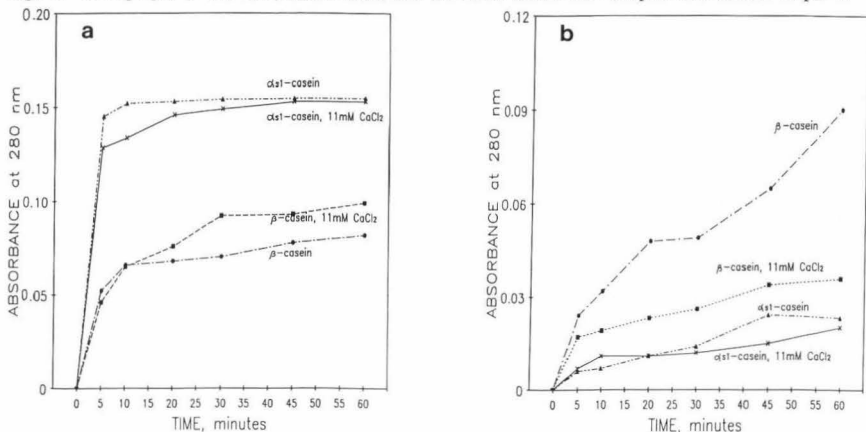 a
0.20
0.15
0.10
0.05
0
ABSORBANCE at 280 nm
αs1-casein
αs1-casein, 11mM CaCl₂
β-casein, 11mM CaCl₂
β-casein
0 5 10 15 20 25 30 35 40 45 50 55 60
TIME, minutes
b
0.12
0.09
0.06
0.03
0
ABSORBANCE at 280 nm
β-casein
β-casein, 11mM CaCl₂
αs1-casein
αs1-casein, 11mM CaCl₂
0 5 10 15 20 25 30 35 40 45 50 55 60
TIME, minutes